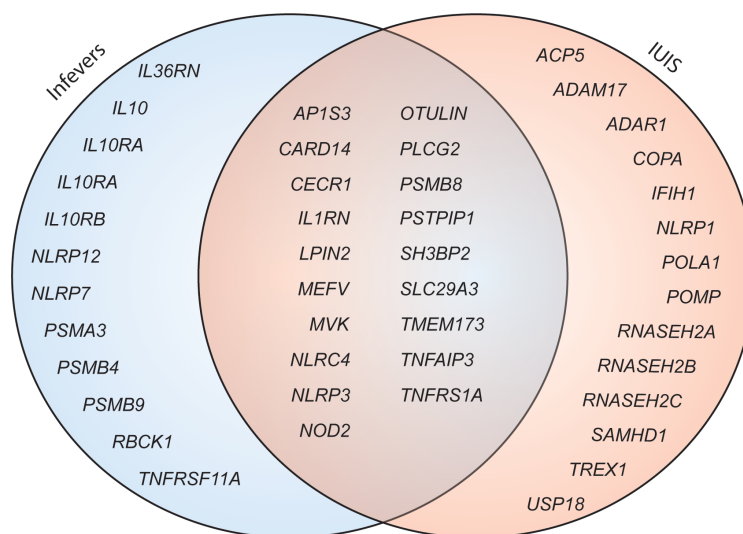 Infevers
IL36RN
IL10
IL10RA
IL10RA
IL10RB
NLRP12
NLRP7
PSMA3
PSMB4
PSMB9
RBCK1
TNFRSF11A
AP1S3
CARD14
CECR1
IL1RN
LPIN2
MEFV
MVK
NLRC4
NLRP3
NOD2
OTULIN
PLCG2
PSMB8
PSTPIP1
SH3BP2
SLC29A3
TMEM173
TNFAIP3
TNFRS1A
IUIS
ACP5
ADAM17
ADAR1
COPA
IFIH1
NLRP1
POLA1
POMP
RNASEH2A
RNASEH2B
RNASEH2C
SAMHD1
TREX1
USP18